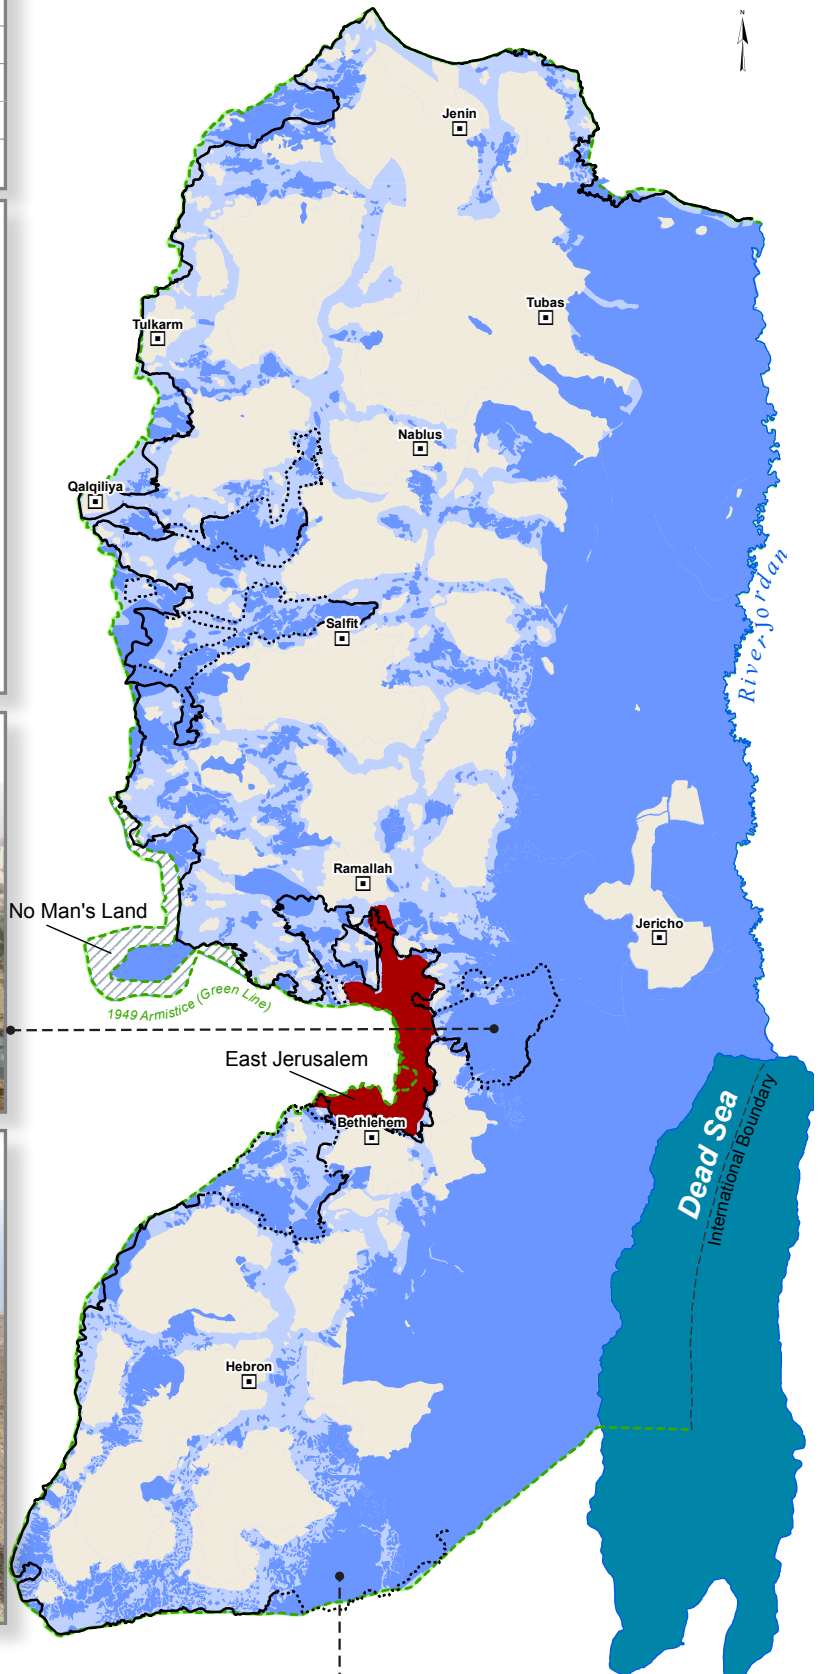 N
Jenin
Tubas
Tulkarm
Nablus
Qalqiliya
River Jordan
Salfit
Ramallah
No Man's Land
Jericho
1949 Armistice (Green Line)
East Jerusalem
Bethlehem
Dead Sea
International Boundary
Hebron